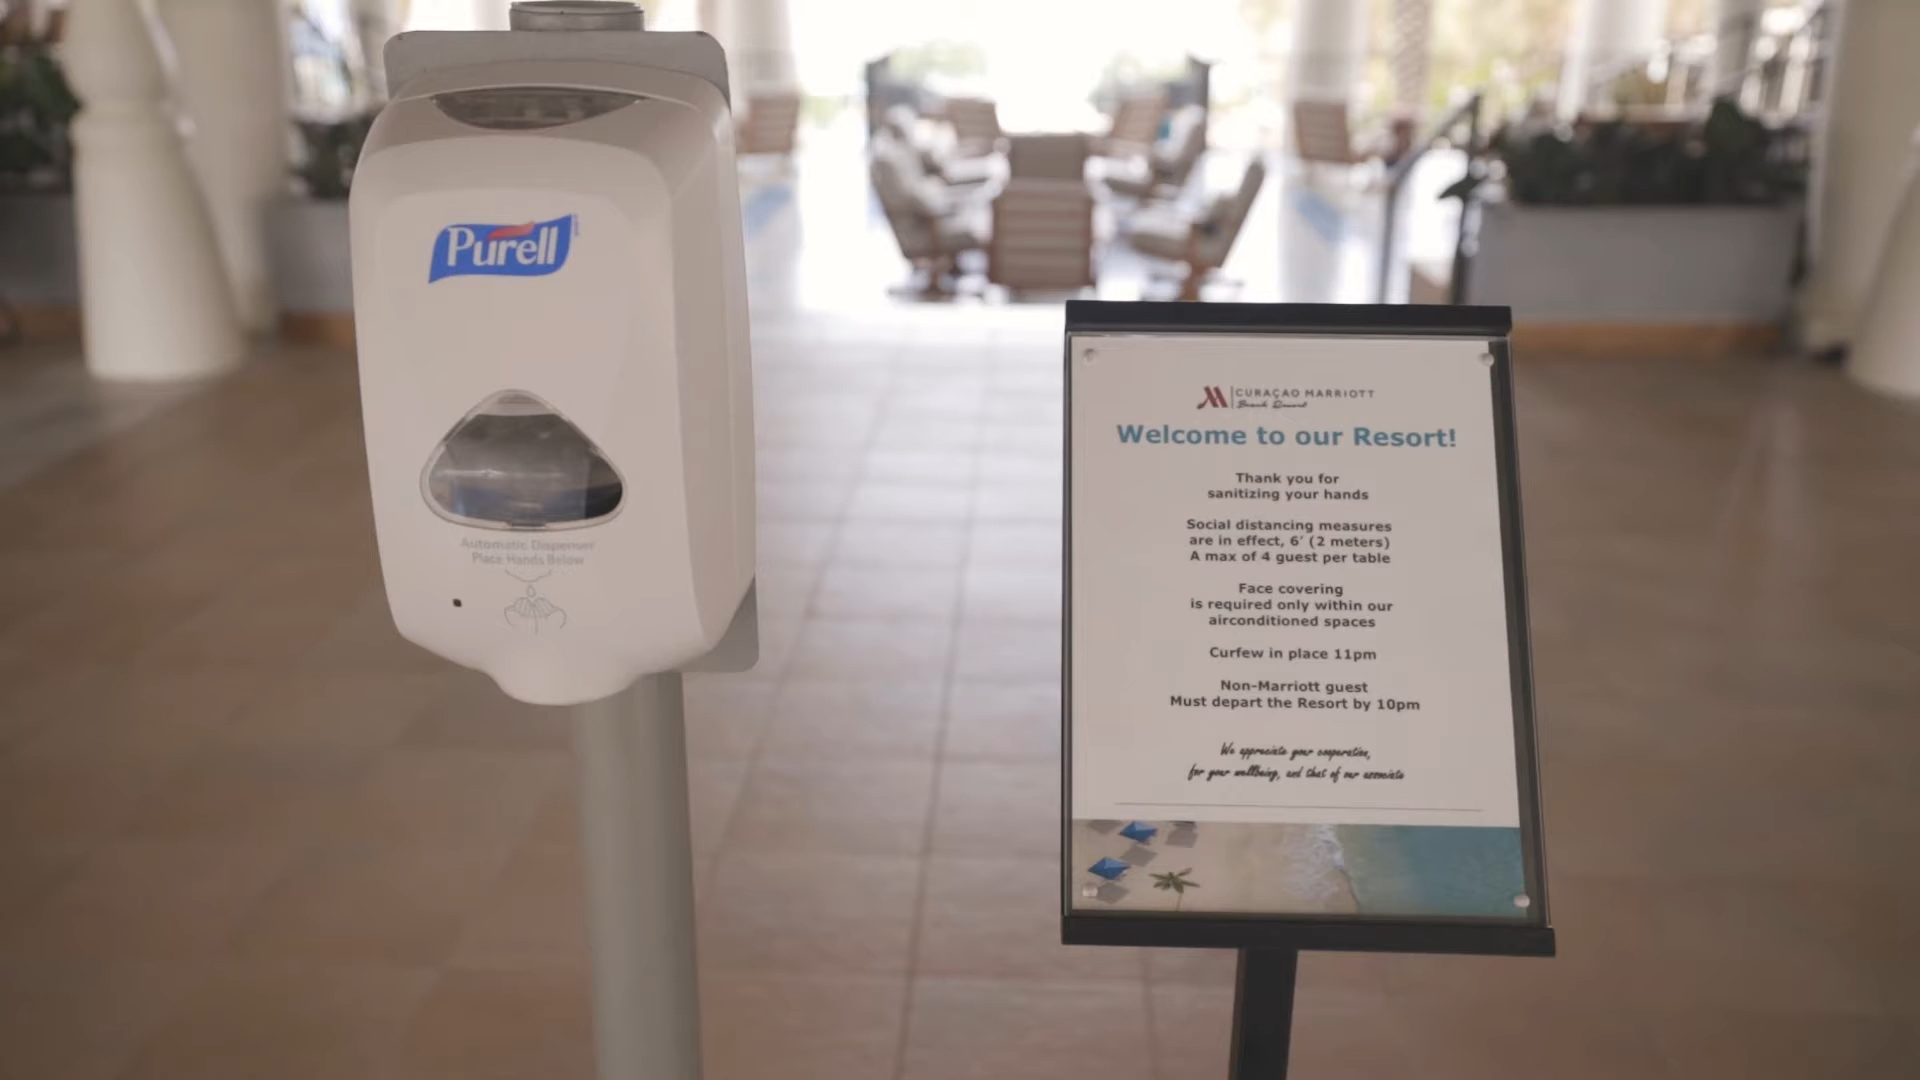 Purell
Automatic Dispenser
Place Hands Below
CURAÇAO MARRIOTT
Beach Resort
Welcome to our Resort!
Thank you for
sanitizing your hands
Social distancing measures
are in effect, 6' (2 meters)
A max of 4 guest per table
Face covering
is required only within our
airconditioned spaces
Curfew in place 11pm
Non-Marriott guest
Must depart the Resort by 10pm
We appreciate your cooperation,
for your wellbeing, and that of our associate